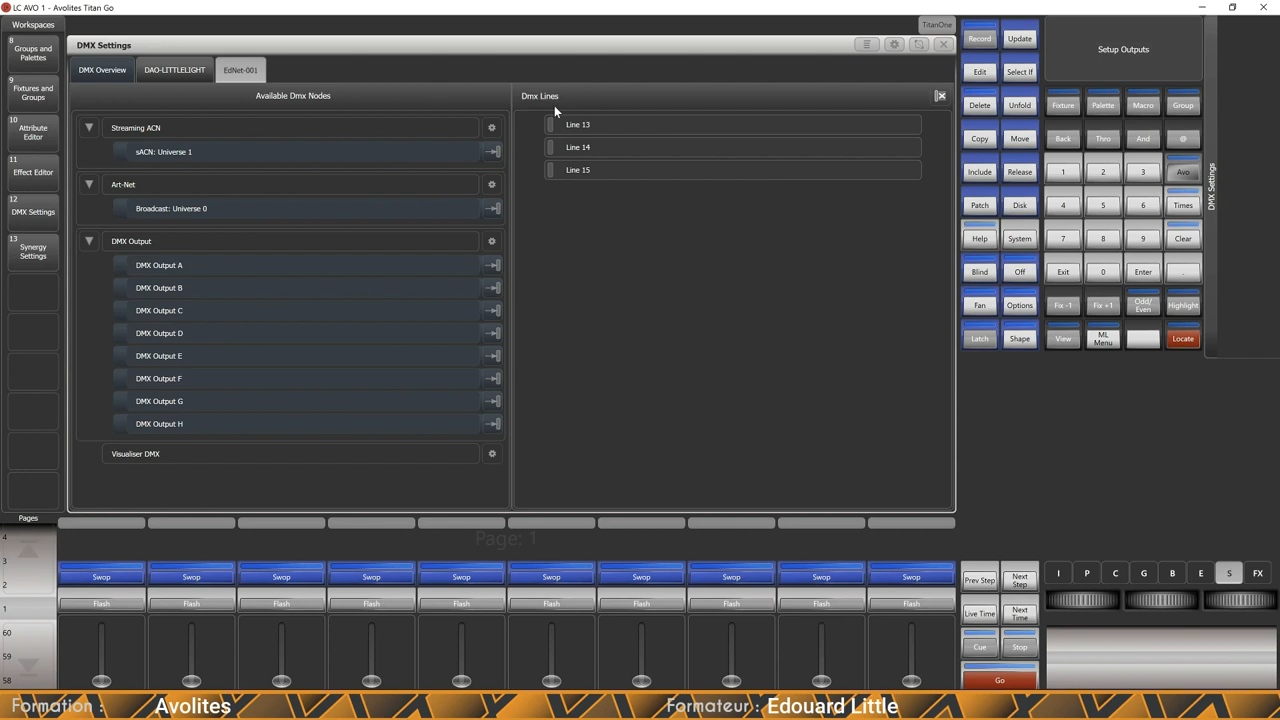 LC AVO 1 - Avolites Titan Go
Workspaces
8
Groups and
Palettes
9
Fixtures and
Groups
10
Attribute
Editor
11
Effect Editor
12
DMX Settings
13
Synergy
Settings
DMX Settings
TitanOne
DMX Overview
DAO-LITTLELIGHT
EdNet-001
Available Dmx Nodes
Streaming ACN
sACN: Universe 1
Art-Net
Broadcast: Universe 0
DMX Output
DMX Output A
DMX Output B
DMX Output C
DMX Output D
DMX Output E
DMX Output F
DMX Output G
DMX Output H
Visualiser DMX
Dmx Lines
Line 13
Line 14
Line 15
Record
Update
Edit
Select If
Delete
Unfold
Copy
Move
Include
Release
Patch
Disk
Help
System
Blind
Off
Fan
Options
Latch
Shape
Setup Outputs
Fixture
Palette
Macro
Group
Back
Thro
And
@
1
2
3
Avo
4
5
6
Times
7
8
9
Clear
Exit
0
Enter
.
Fix -1
Fix +1
Odd/
Even
Highlight
View
ML
Menu
Locate
DMX Settings
Pages
4
3
2
1
60
59
58
Page: 1
Swop
Swop
Swop
Swop
Swop
Swop
Swop
Swop
Swop
Swop
Flash
Flash
Flash
Flash
Flash
Flash
Flash
Flash
Flash
Flash
Prev Step
Next
Step
Live Time
Next
Time
Cue
Stop
Go
I
P
C
G
B
E
S
FX
Formation : Avolites
Formateur : Edouard Little